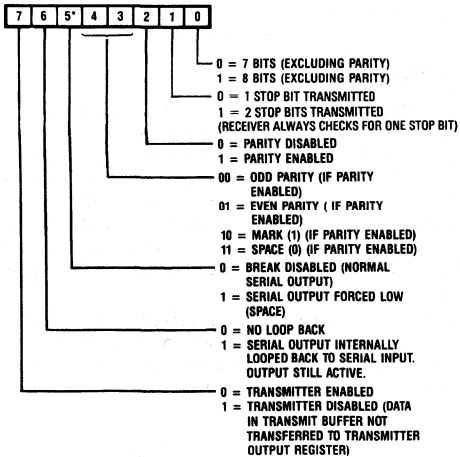 7 6 5* 4 3 2 1 0
0 = 7 BITS (EXCLUDING PARITY)
1 = 8 BITS (EXCLUDING PARITY)
0 = 1 STOP BIT TRANSMITTED
1 = 2 STOP BITS TRANSMITTED
(RECEIVER ALWAYS CHECKS FOR ONE STOP BIT)
0 = PARITY DISABLED
1 = PARITY ENABLED
00 = ODD PARITY (IF PARITY
ENABLED)
01 = EVEN PARITY ( IF PARITY
ENABLED)
10 = MARK (1) (IF PARITY ENABLED)
11 = SPACE (0) (IF PARITY ENABLED)
0 = BREAK DISABLED (NORMAL
SERIAL OUTPUT)
1 = SERIAL OUTPUT FORCED LOW
(SPACE)
0 = NO LOOP BACK
1 = SERIAL OUTPUT INTERNALLY
LOOPED BACK TO SERIAL INPUT.
OUTPUT STILL ACTIVE.
0 = TRANSMITTER ENABLED
1 = TRANSMITTER DISABLED (DATA
IN TRANSMIT BUFFER NOT
TRANSFERRED TO TRANSMITTER
OUTPUT REGISTER)